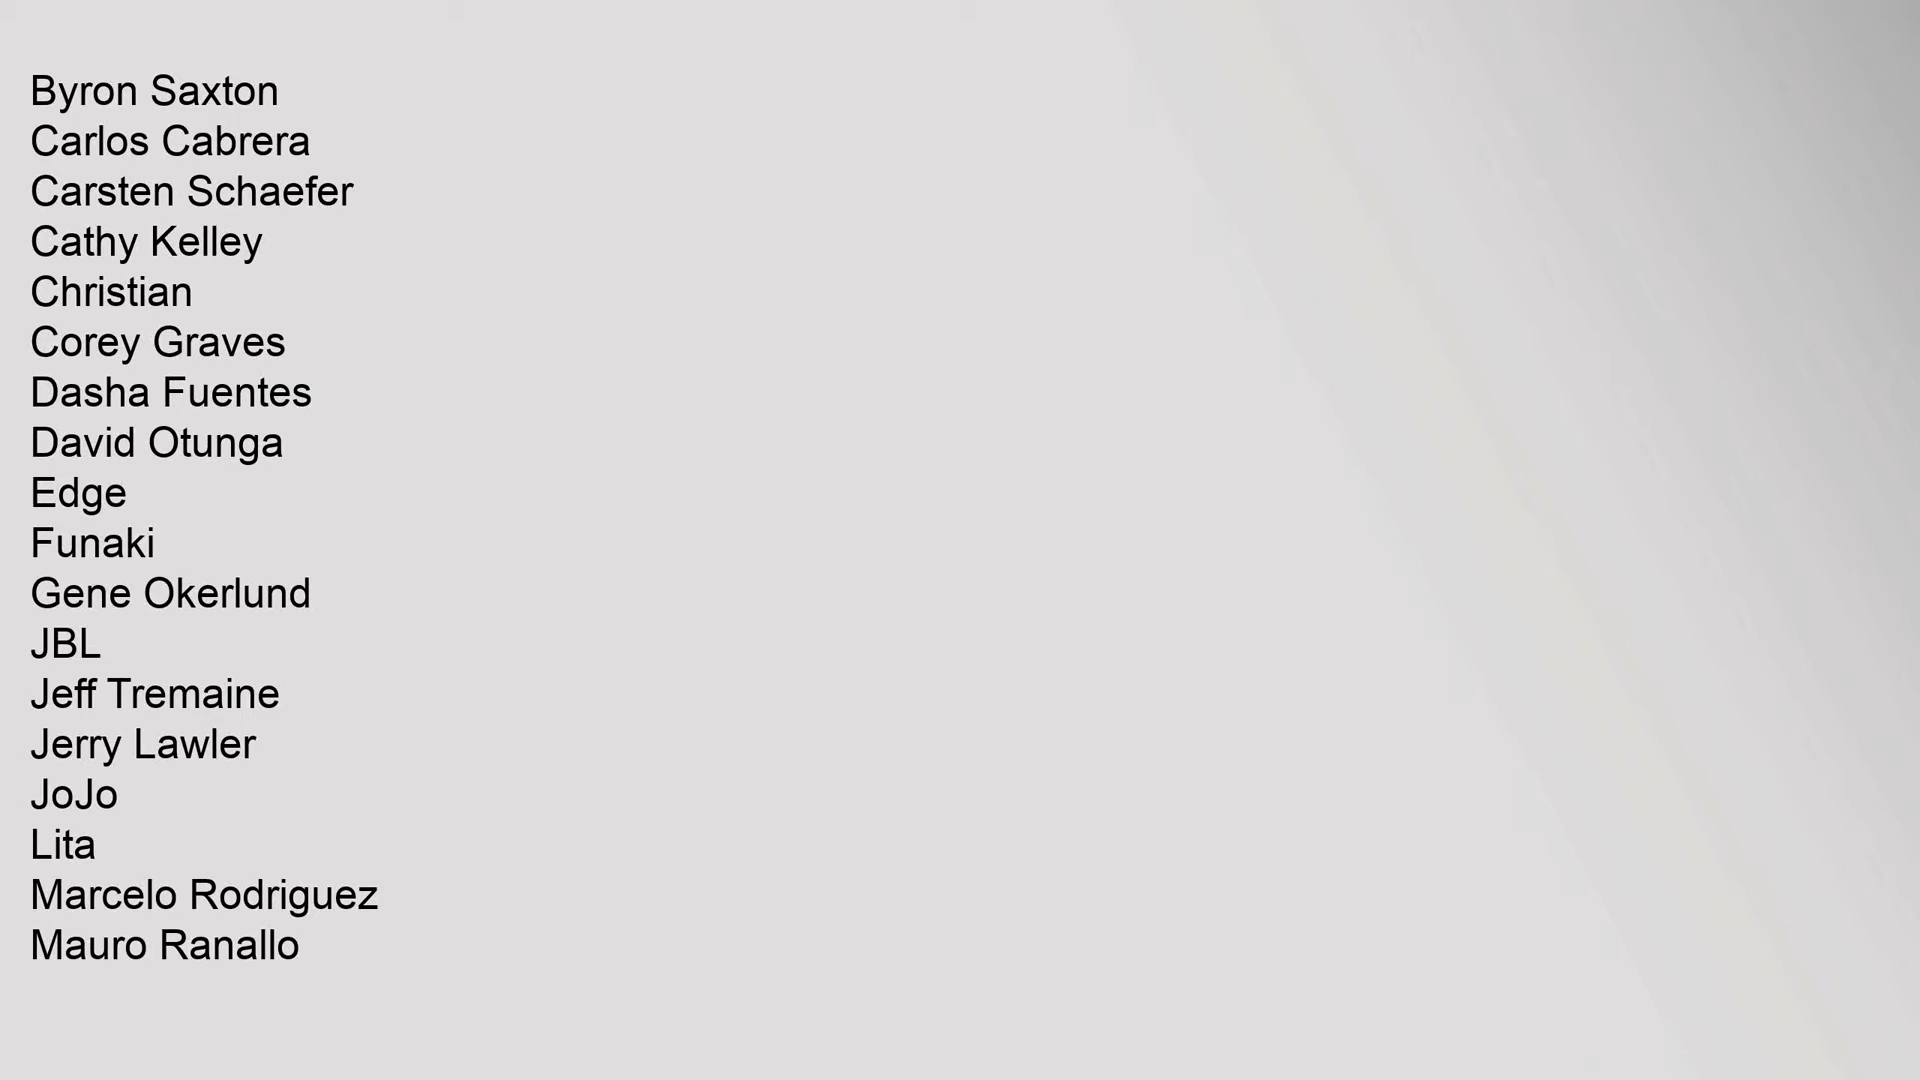 Byron Saxton
Carlos Cabrera
Carsten Schaefer
Cathy Kelley
Christian
Corey Graves
Dasha Fuentes
David Otunga
Edge
Funaki
Gene Okerlund
JBL
Jeff Tremaine
Jerry Lawler
JoJo
Lita
Marcelo Rodriguez
Mauro Ranallo